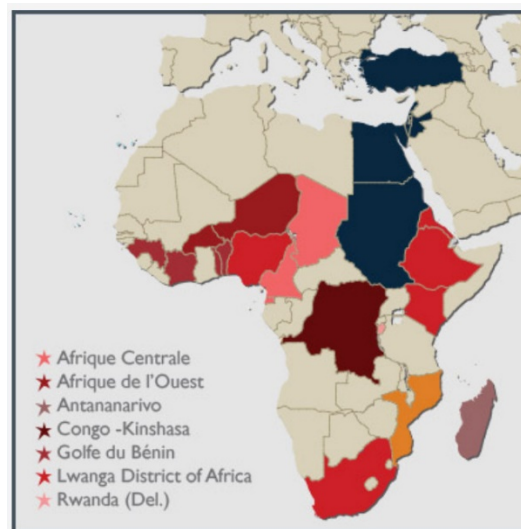 Afrique Centrale
Afrique de l'Ouest
Antananarivo
Congo -Kinshasa
Golfe du Bénin
Lwanga District of Africa
Rwanda (Del.)